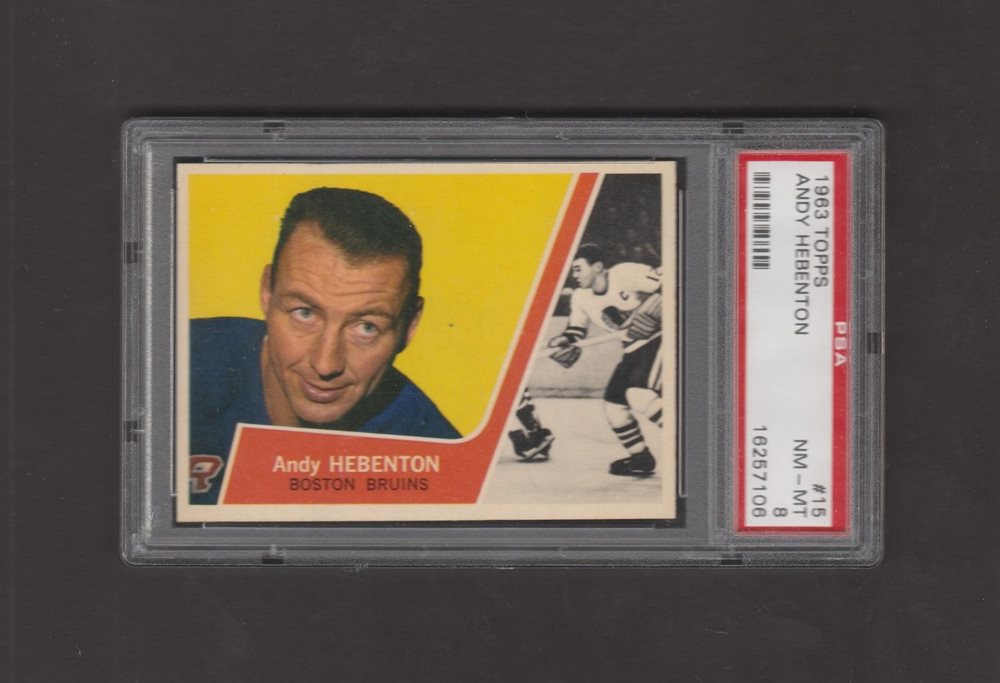 Andy HEBENTON
BOSTON BRUINS
R
C
PSA
1963 TOPPS #15
ANDY HEBENTON NM - MT
8
16257106